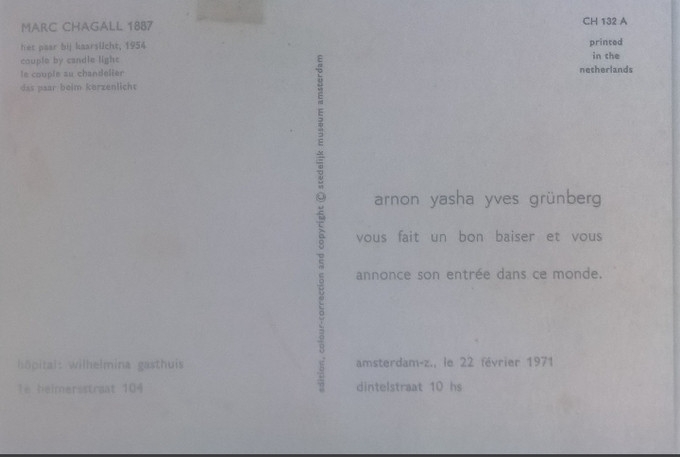 MARC CHAGALL 1887
het paar bij kaarslicht, 1954
couple by candle light
le couple au chandelier
das paar beim kerzenlicht
hôpital: wilhelmina gasthuis
1e helmersstraat 104
edition, colour-correction and copyright © stedelijk museum amsterdam
CH 132 A
printed
in the
netherlands
arnon yasha yves grünberg
vous fait un bon baiser et vous
annonce son entrée dans ce monde.
amsterdam-z., le 22 février 1971
dintelstraat 10 hs